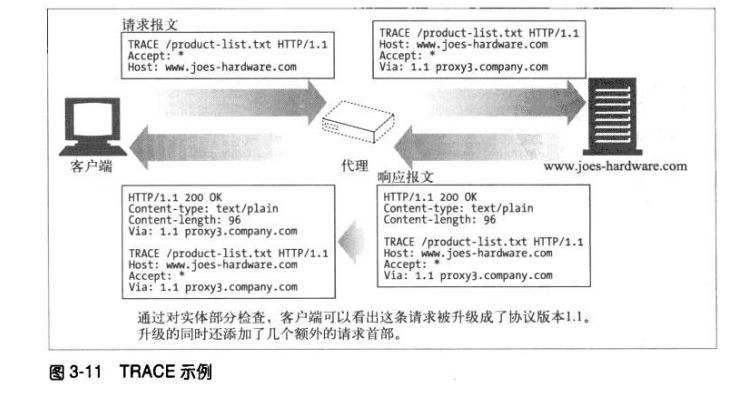 请求报文
TRACE /product-list.txt HTTP/1.1
Accept: *
Host: www.joes-hardware.com
TRACE /product-list.txt HTTP/1.1
Host: www.joes-hardware.com
Accept: *
Via: 1.1 proxy3.company.com
客户端
代理
www.joes-hardware.com
响应报文
HTTP/1.1 200 OK
Content-type: text/plain
Content-length: 96
Via: 1.1 proxy3.company.com
TRACE /product-list.txt HTTP/1.1
Host: www.joes-hardware.com
Accept: *
Via: 1.1 proxy3.company.com
HTTP/1.1 200 OK
Content-type: text/plain
Content-length: 96
TRACE /product-list.txt HTTP/1.1
Host: www.joes-hardware.com
Accept: *
Via: 1.1 proxy3.company.com
通过对实体部分检查，客户端可以看出这条请求被升级成了协议版本1.1。
升级的同时还添加了几个额外的请求首部。
图 3-11 TRACE 示例